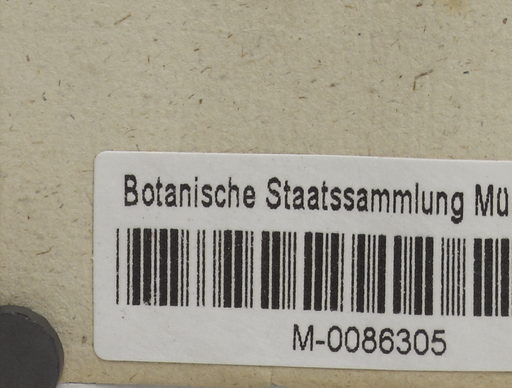 Botanische Staatssammlung Mü
M-0086305